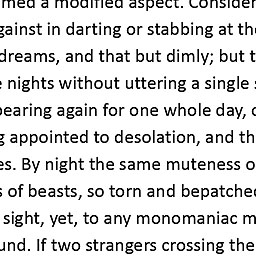 med a modified aspect. Consider
gainst in darting or stabbing at the
dreams, and that but dimly; but t
nights without uttering a single
pearing again for one whole day,
g appointed to desolation, and th
es. By night the same muteness o
s of beasts, so torn and bepatched
sight, yet, to any monomaniac m
und. If two strangers crossing the